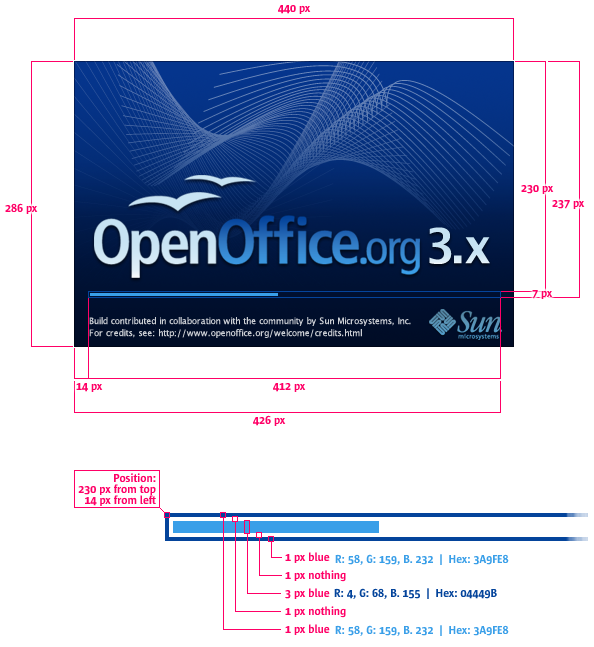 440 px
286 px
230 px
237 px
OpenOffice.org 3.x
7 px
Build contributed in collaboration with the community by Sun Microsystems, Inc.
For credits, see: http://www.openoffice.org/welcome/credits.html
Sun
microsystems
14 px
412 px
426 px
Position:
230 px from top
14 px from left
1 px blue R: 58, G: 159, B. 232 | Hex: 3A9FE8
1 px nothing
3 px blue R: 4, G: 68, B. 155 | Hex: 04449B
1 px nothing
1 px blue R: 58, G: 159, B. 232 | Hex: 3A9FE8